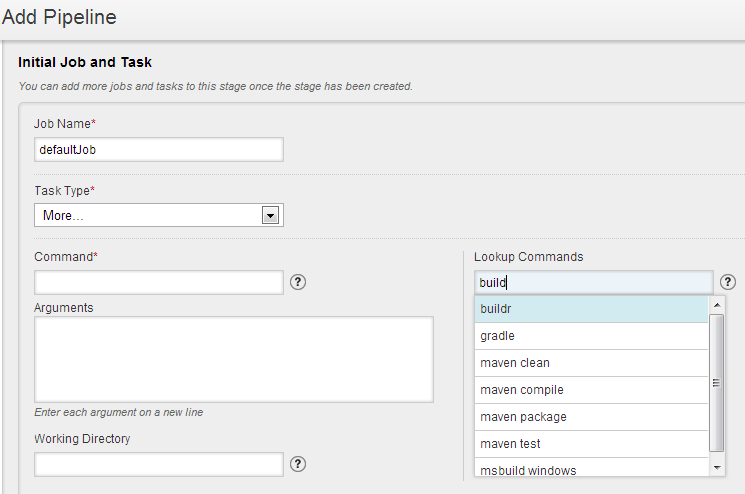 Add Pipeline
Initial Job and Task
You can add more jobs and tasks to this stage once the stage has been created.
Job Name*
defaultJob
Task Type*
More...
Command*
?
Arguments
Enter each argument on a new line
Working Directory
?
Lookup Commands
build
?
buildr
gradle
maven clean
maven compile
maven package
maven test
msbuild windows